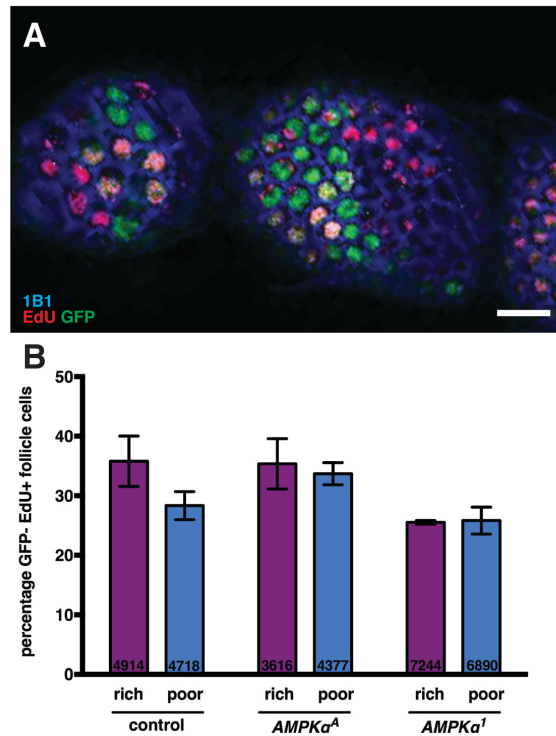 A
1B1
EdU GFP
B
percentage GFP- EdU+ follicle cells
50
40
30
20
10
0
4914 4718 3616 4377 7244 6890
rich poor rich poor rich poor
control AMPKα^A AMPKα^1